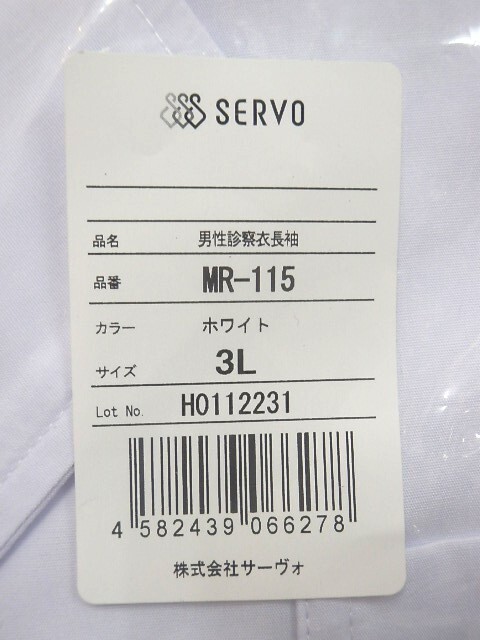 SERVO
品名 男性診察衣長袖
品番 MR-115
カラー ホワイト
サイズ 3L
Lot No. H0112231
4 582439 066278
株式会社サーヴォ